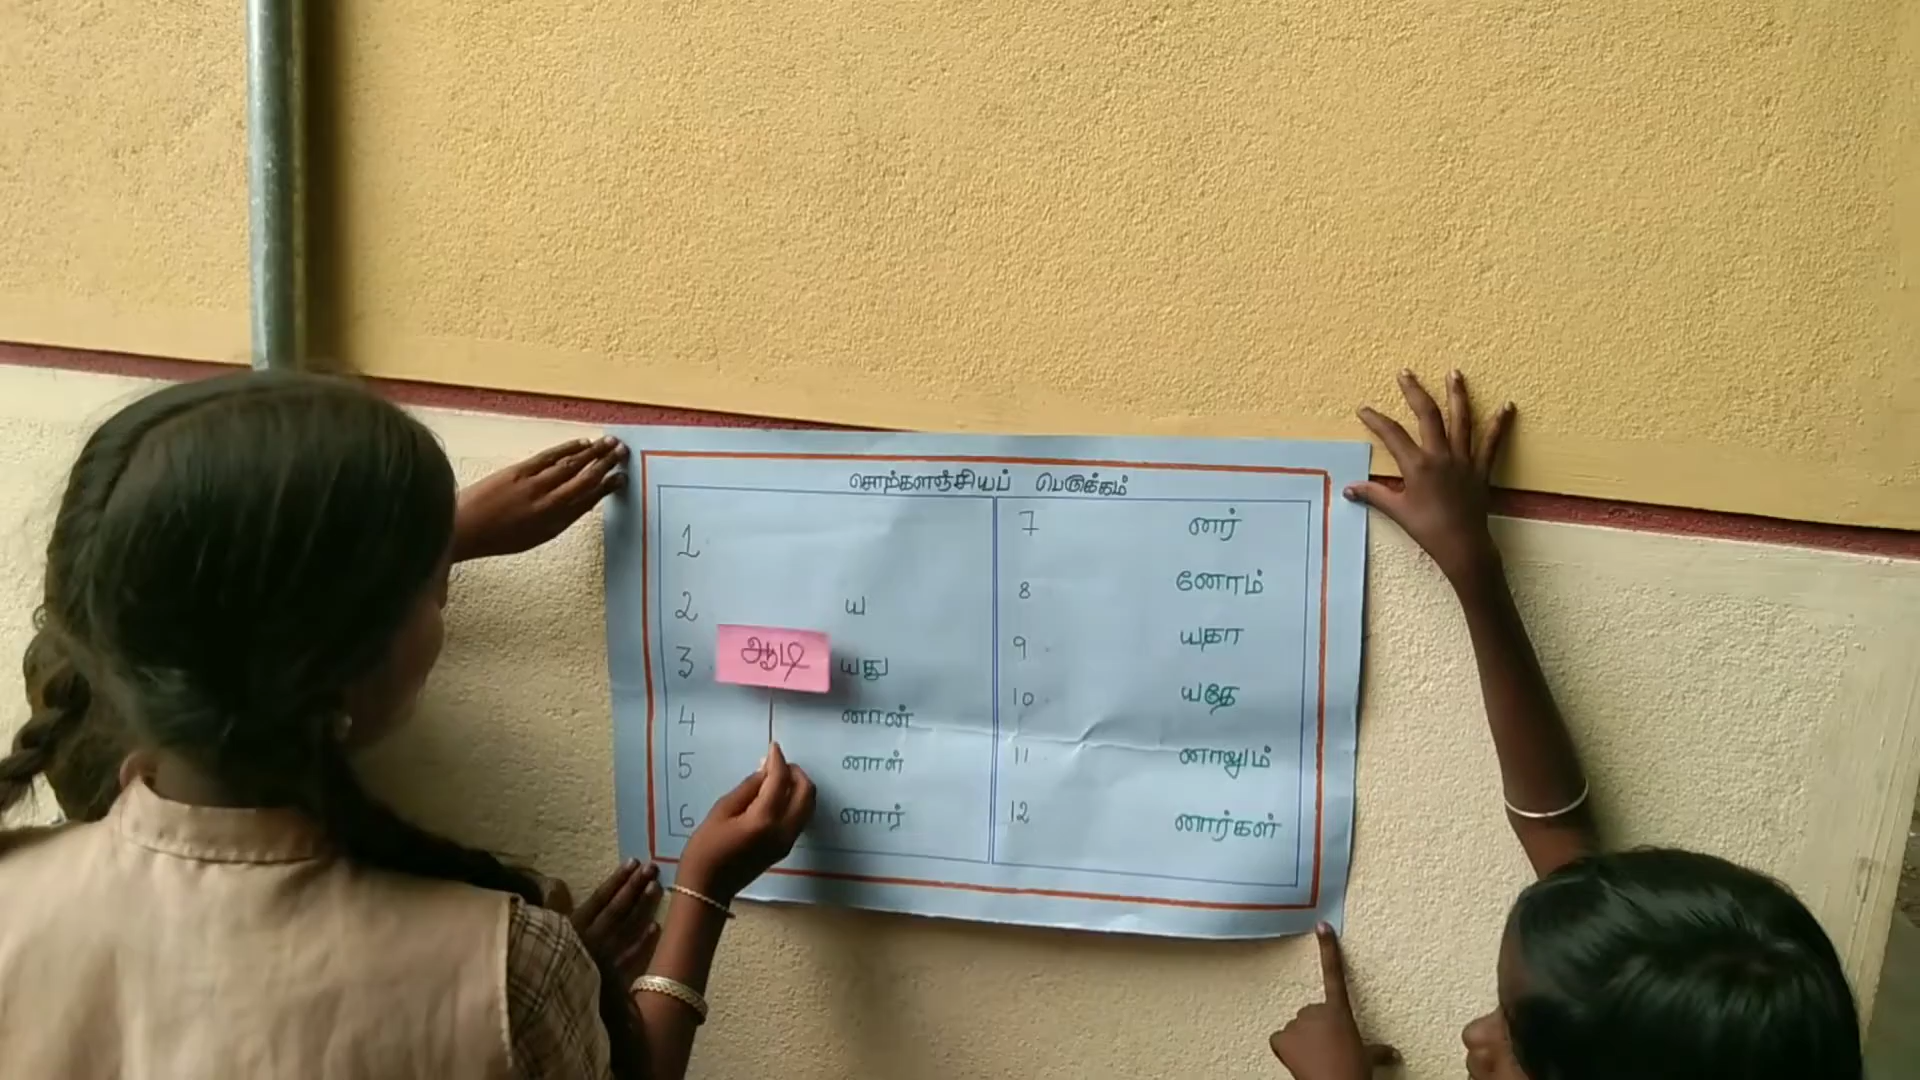 சொற்களஞ்சியப் பெருக்கம்
1
2 ய
3 ஆடி யது
4 னான்
5 னாள்
6 னார்
7 னர்
8 னோம்
9 யகா
10 யதே
11 னாலும்
12 னார்கள்